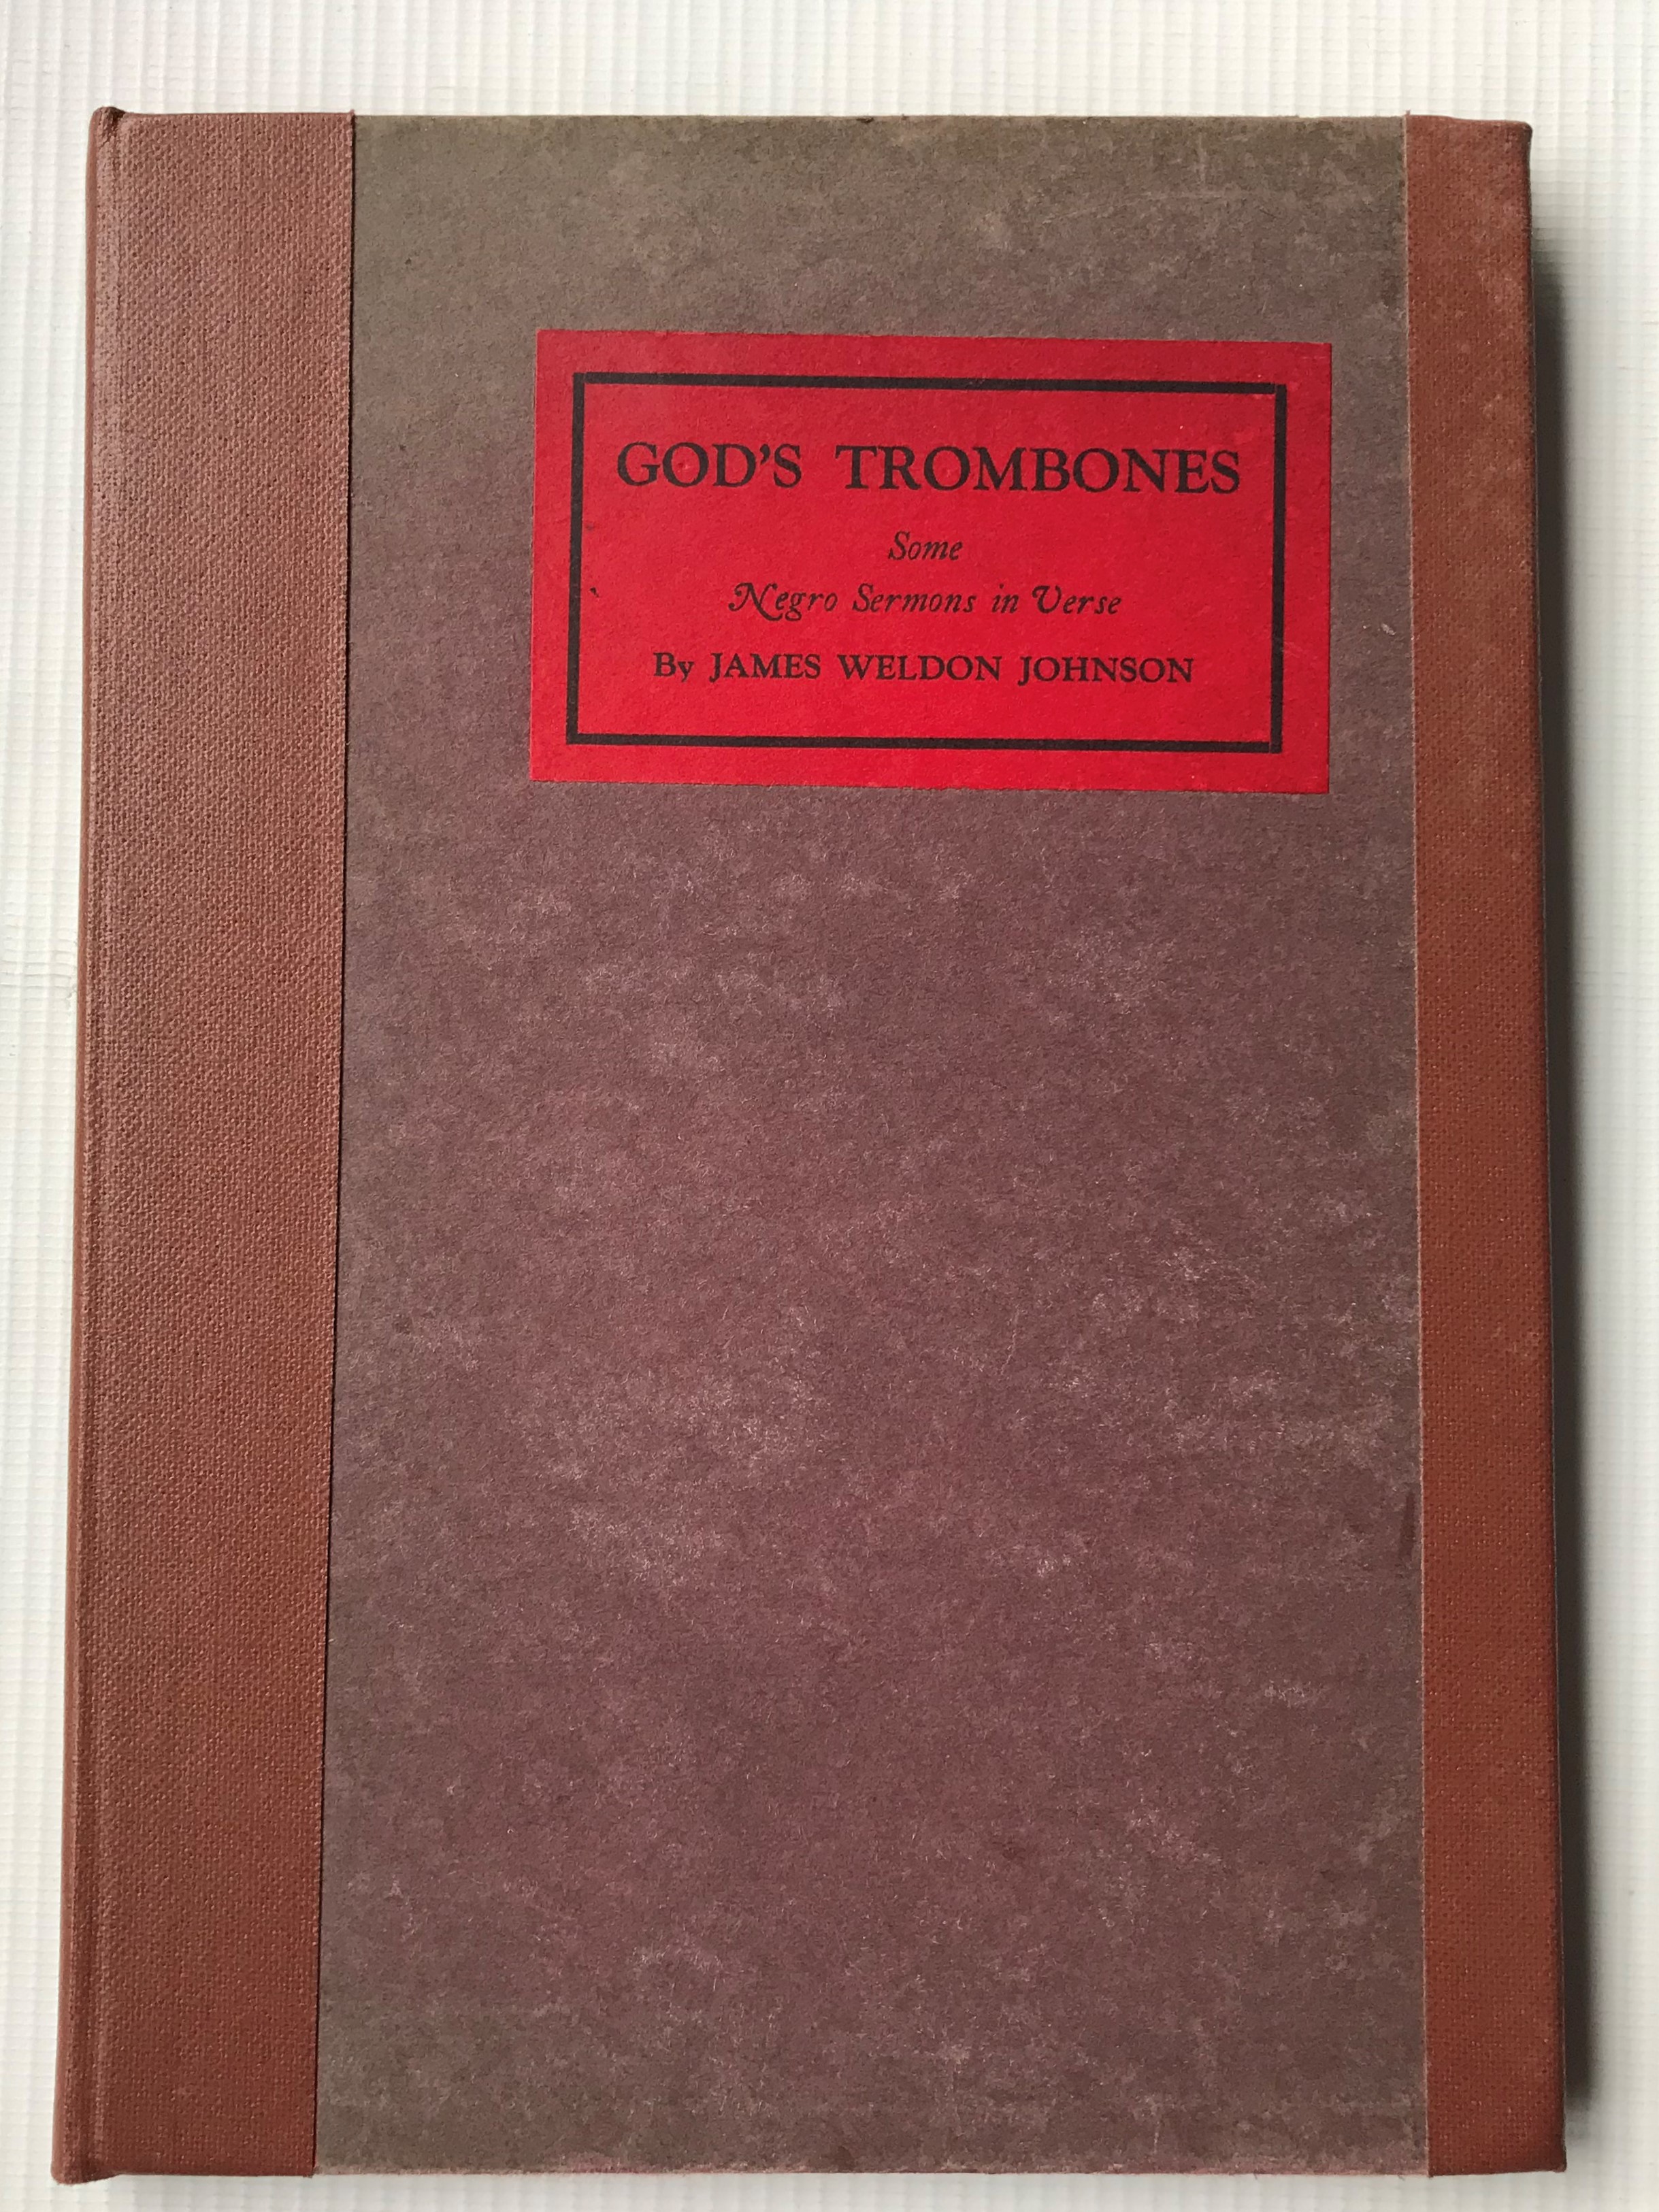 GOD'S TROMBONES
Some
Negro Sermons in Verse
By JAMES WELDON JOHNSON